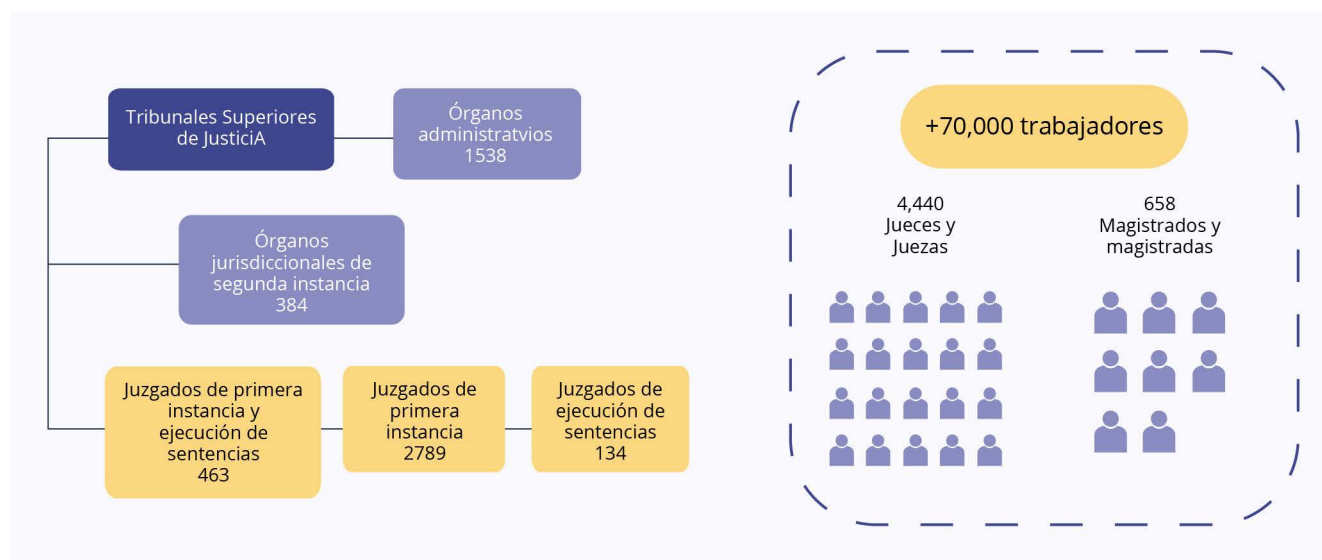 Tribunales Superiores
de JusticiA
Órganos
administratvios
1538
Órganos
jurisdiccionales de
segunda instancia
384
Juzgados de primera
instancia y
ejecución de
sentencias
463
Juzgados de
primera
instancia
2789
Juzgados de
ejecución de
sentencias
134
+70,000 trabajadores
4,440
Jueces y
Juezas
658
Magistrados y
magistradas